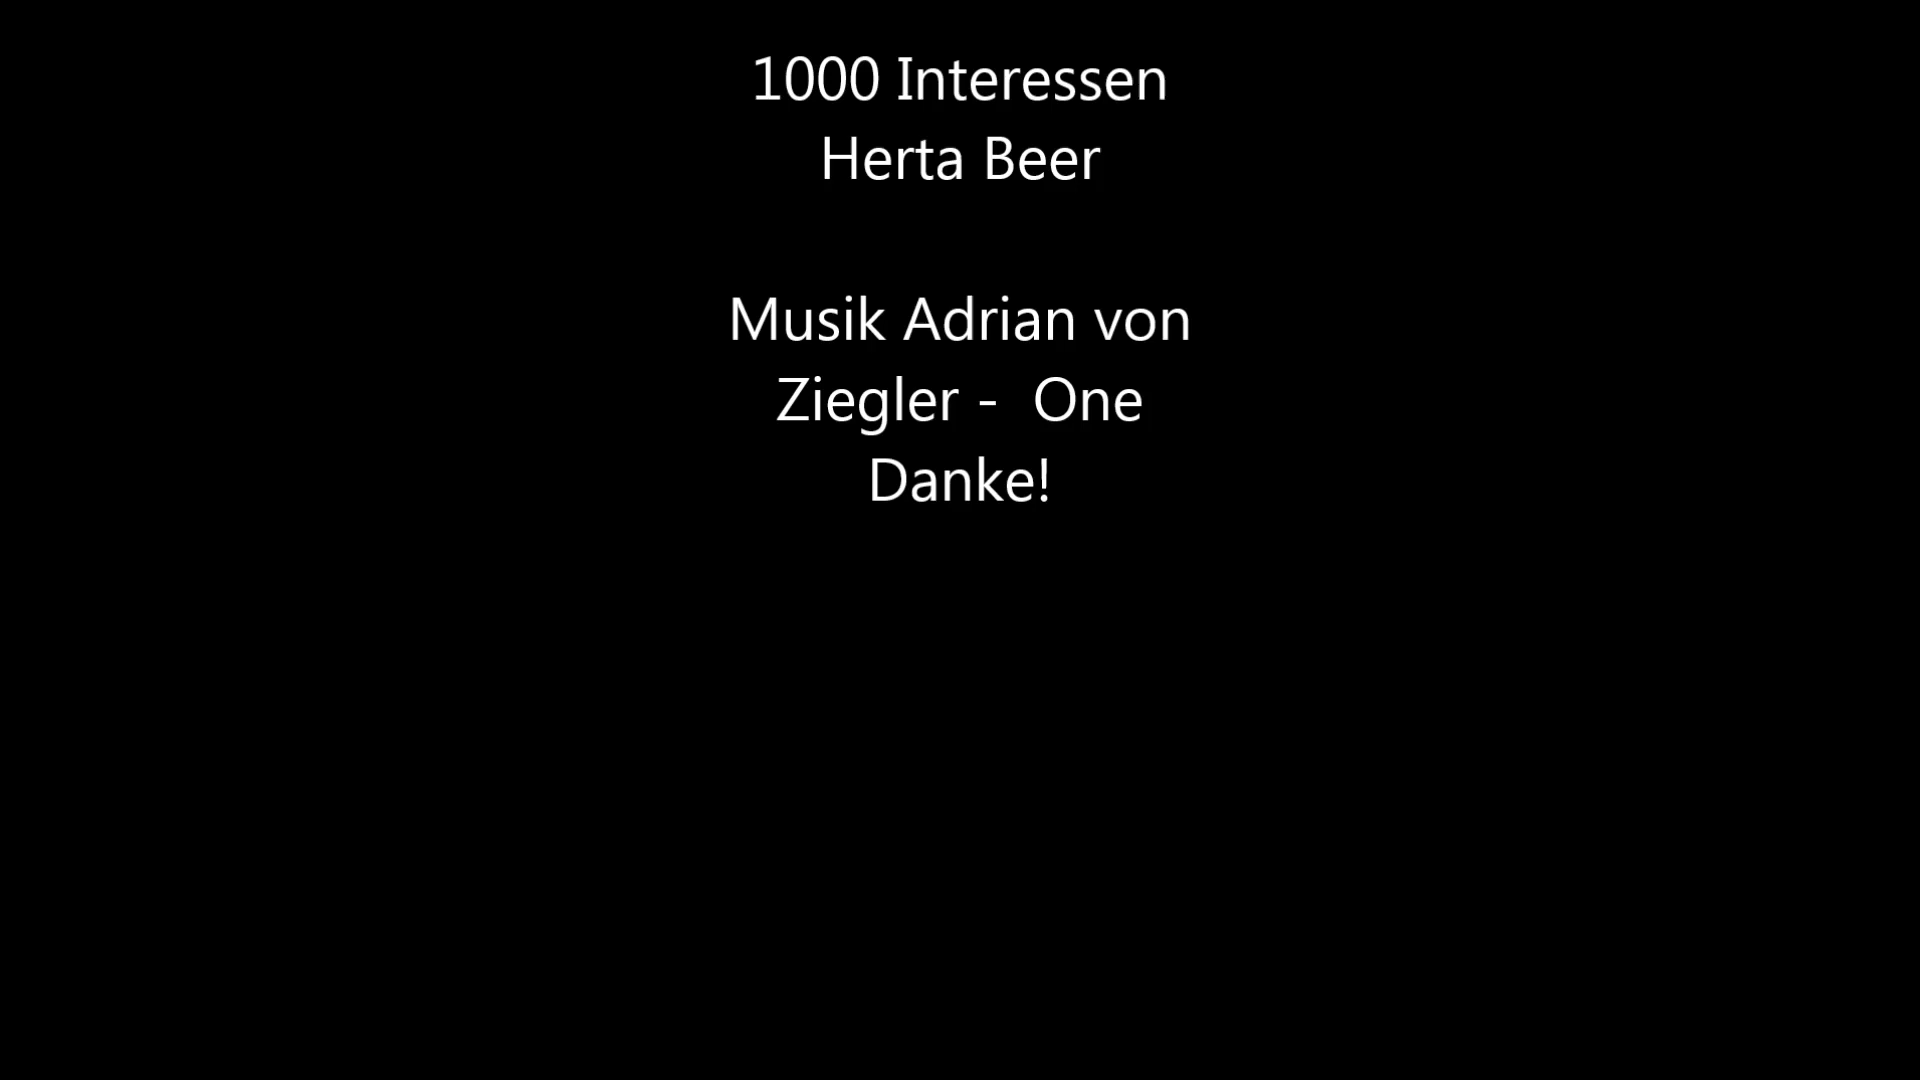 1000 Interessen
Herta Beer
Musik Adrian von
Ziegler -  One
Danke!